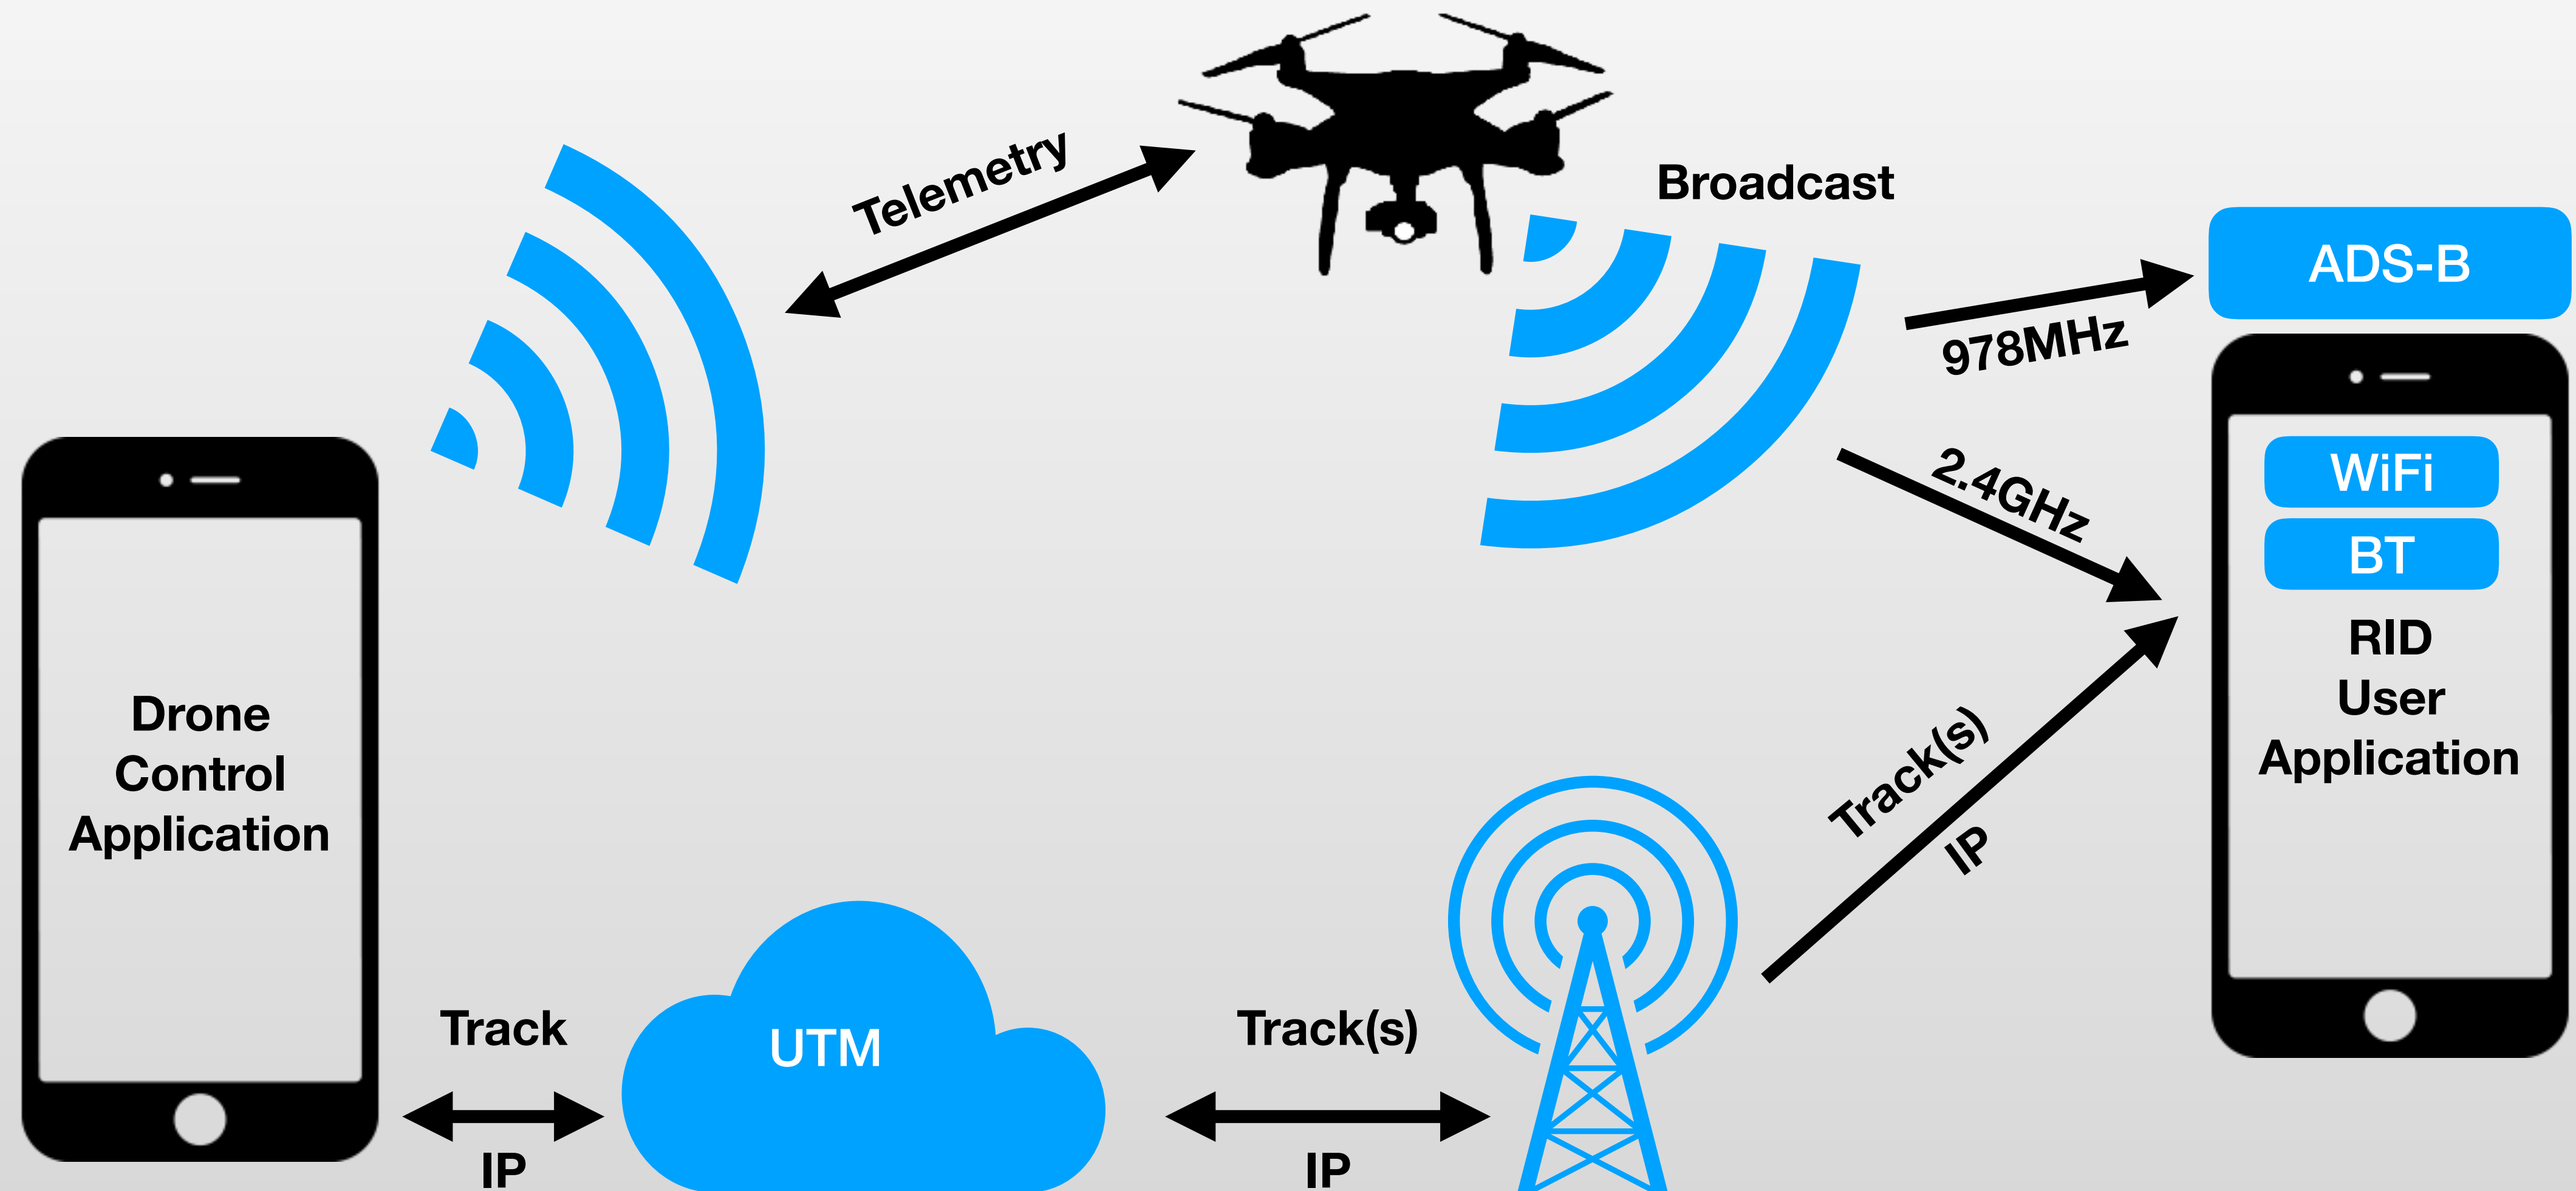 Telemetry
Broadcast
ADS-B
978MHz
2.4GHz
WiFi
BT
RID
User
Application
Drone
Control
Application
Track(s)
IP
Track
IP
UTM
Track(s)
IP